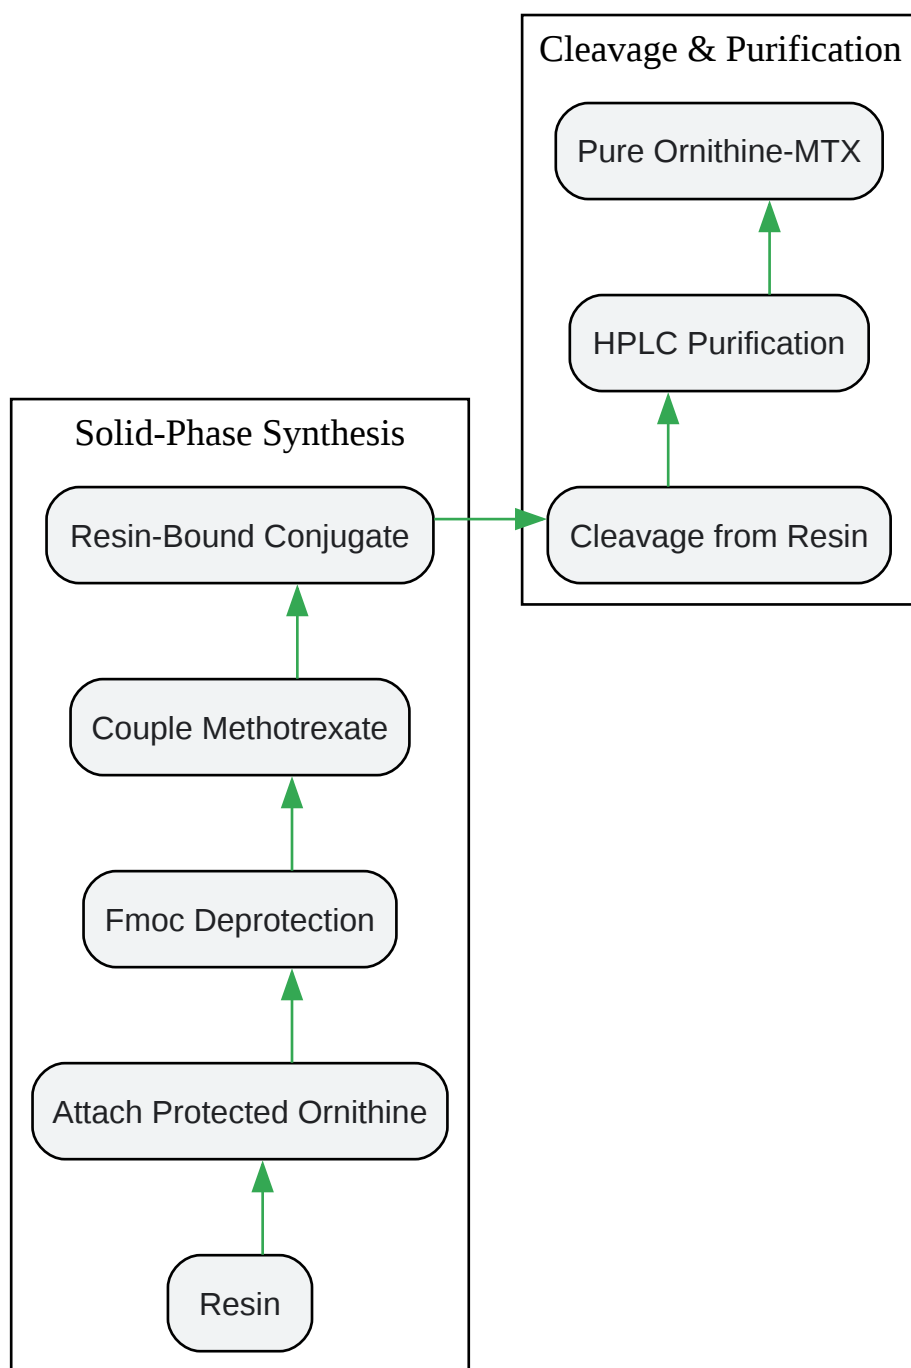 Cleavage & Purification
Pure Ornithine-MTX
HPLC Purification
Cleavage from Resin
Solid-Phase Synthesis
Resin-Bound Conjugate
Couple Methotrexate
Fmoc Deprotection
Attach Protected Ornithine
Resin